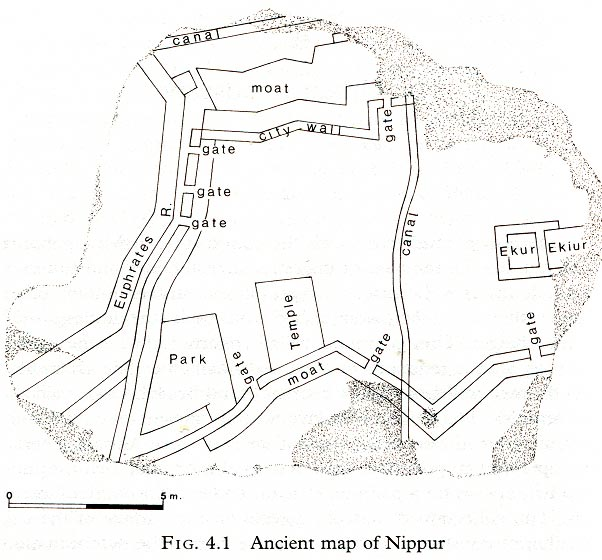 canal
moat
city wall
gate
gate
gate
gate
Euphrates R.
canal
Ekur
Ekiur
gate
Temple
gate
Park
gate
moat
0
5 m.
FIG. 4.1 Ancient map of Nippur